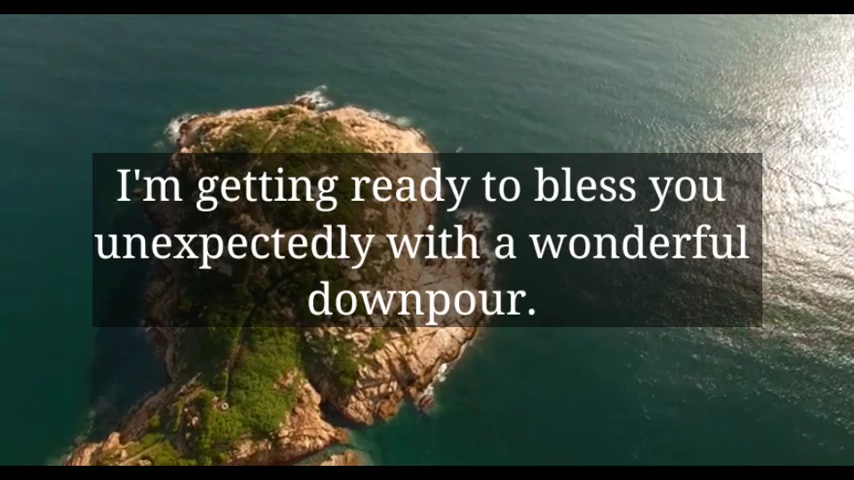 I'm getting ready to bless you
unexpectedly with a wonderful
downpour.